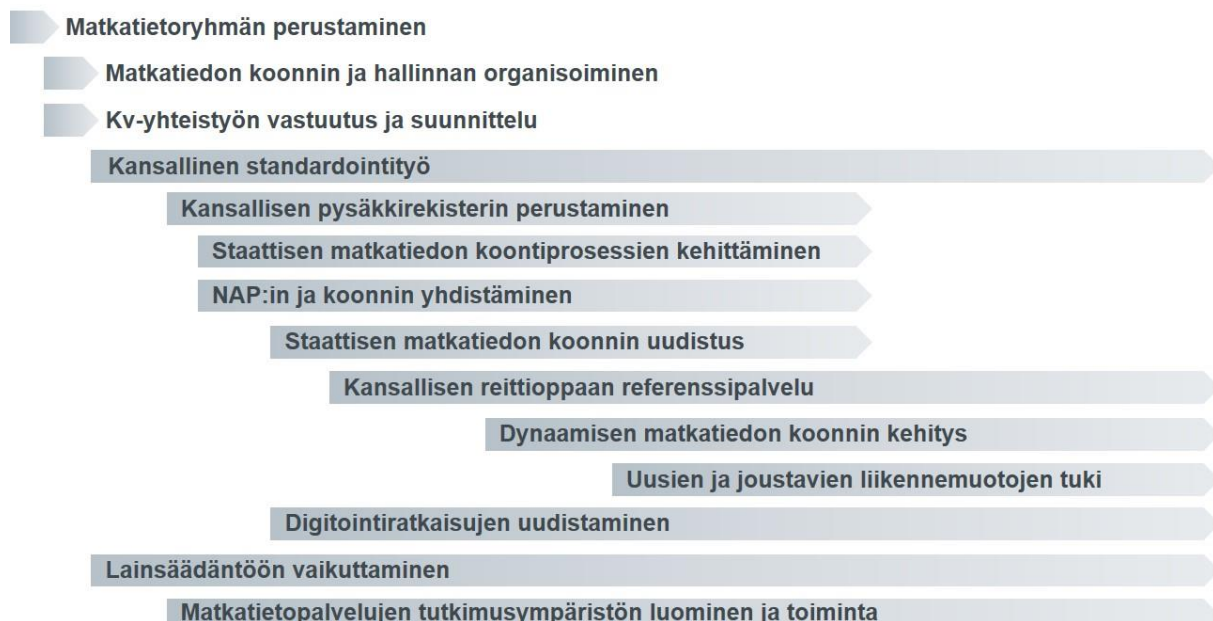 Matkatietoryhmän perustaminen
Matkatiedon koonnin ja hallinnan organisoiminen
Kv-yhteistyön vastuutus ja suunnittelu
Kansallinen standardointityö
Kansallisen pysäkkirekisterin perustaminen
Staattisen matkatiedon koontiprosessien kehittäminen
NAP:in ja koonnin yhdistäminen
Staattisen matkatiedon koonnin uudistus
Kansallisen reittioppaan referenssipalvelu
Dynaamisen matkatiedon koonnin kehitys
Uusien ja joustavien liikennemuotojen tuki
Digitointiratkaisujen uudistaminen
Lainsäädäntöön vaikuttaminen
Matkatietopalvelujen tutkimusympäristön luominen ja toiminta